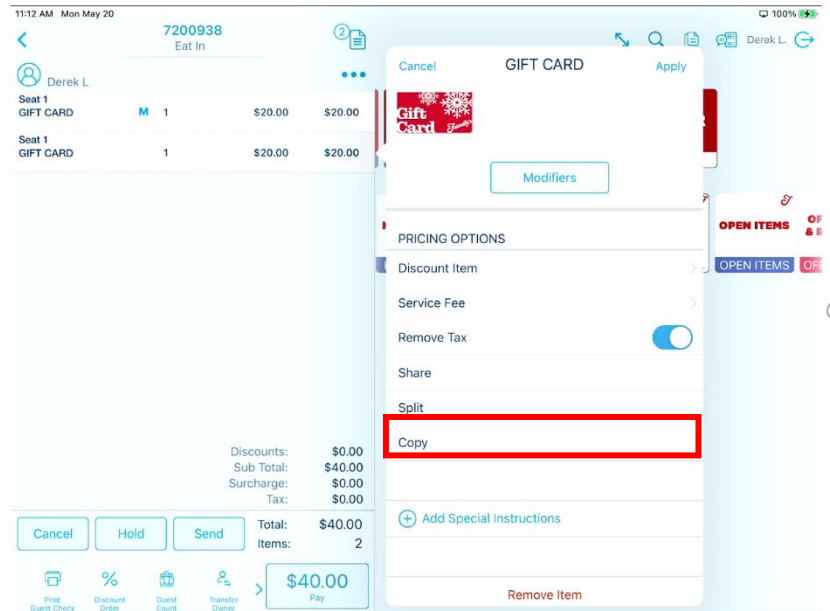 11:12 AM Mon May 20
100%
7200938
Eat In
2
Derek L.
Derek L
Seat 1
GIFT CARD M 1 $20.00 $20.00
Seat 1
GIFT CARD 1 $20.00 $20.00
Discounts: $0.00
Sub Total: $40.00
Surcharge: $0.00
Tax: $0.00
Cancel Hold Send
Total: $40.00
Items: 2
Print Guest Check
Discount Order
Guest Count
Transfer Owner
$40.00
Pay
Cancel GIFT CARD Apply
Gift
Card
Modifiers
PRICING OPTIONS
Discount Item
Service Fee
Remove Tax
Share
Split
Copy
Add Special Instructions
Remove Item
OPEN ITEMS
OPEN ITEMS